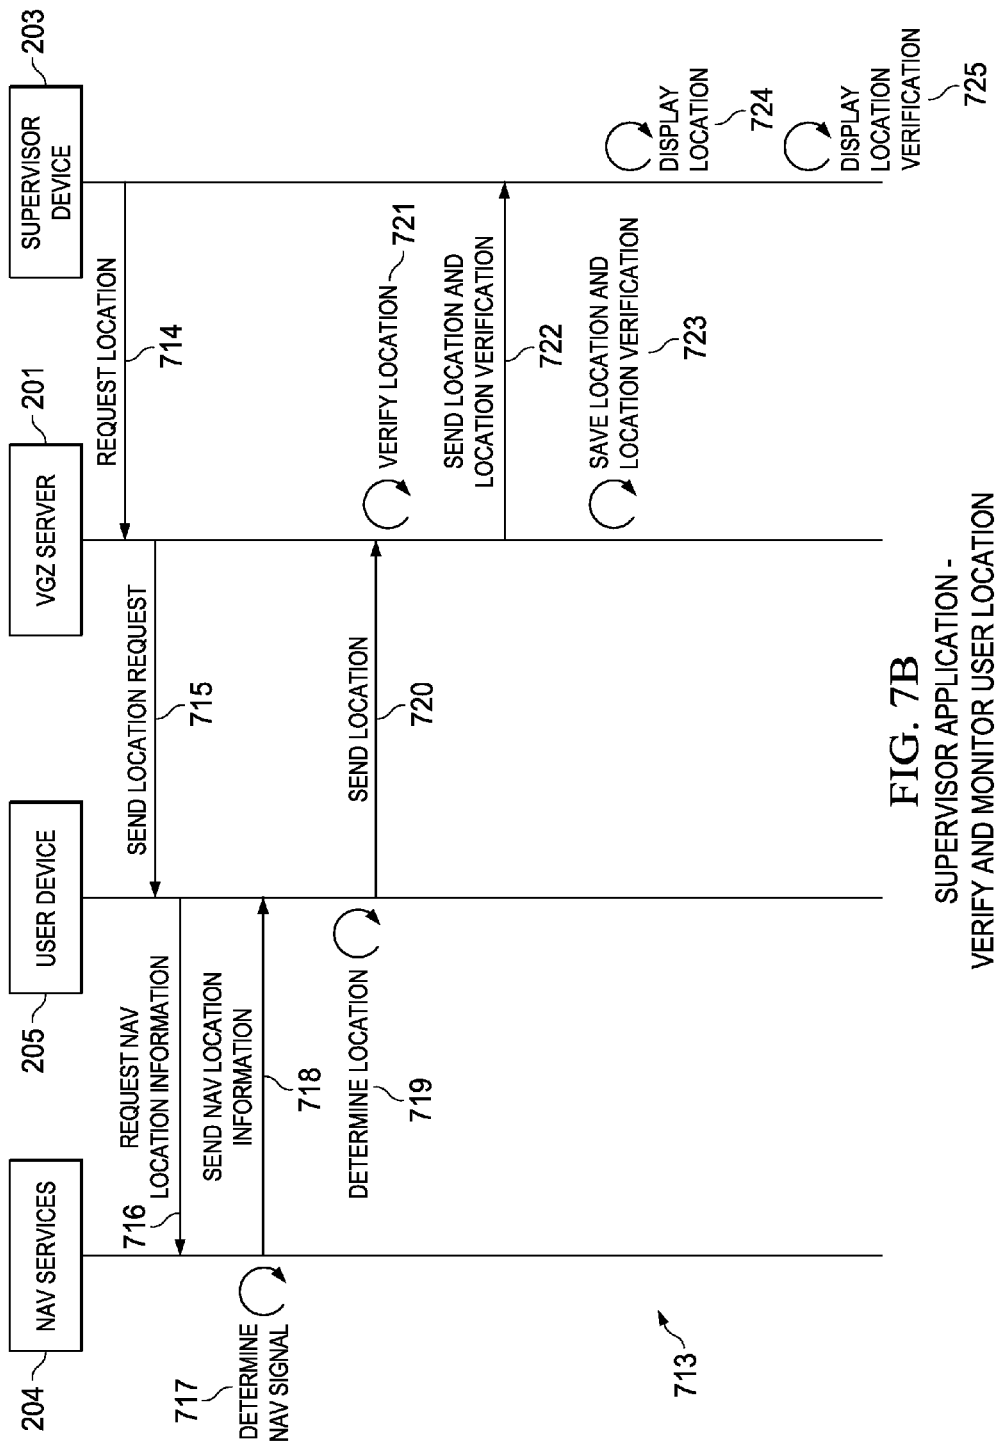 204
NAV SERVICES
205
USER DEVICE
201
VGZ SERVER
203
SUPERVISOR
DEVICE
REQUEST LOCATION
714
SEND LOCATION REQUEST
715
REQUEST NAV
LOCATION INFORMATION
716
717
DETERMINE
NAV SIGNAL
SEND NAV LOCATION
INFORMATION
718
DETERMINE LOCATION
719
SEND LOCATION
720
VERIFY LOCATION
721
SEND LOCATION AND
LOCATION VERIFICATION
722
SAVE LOCATION AND
LOCATION VERIFICATION
723
DISPLAY
LOCATION
724
DISPLAY
LOCATION
VERIFICATION
725
713
FIG. 7B
SUPERVISOR APPLICATION -
VERIFY AND MONITOR USER LOCATION